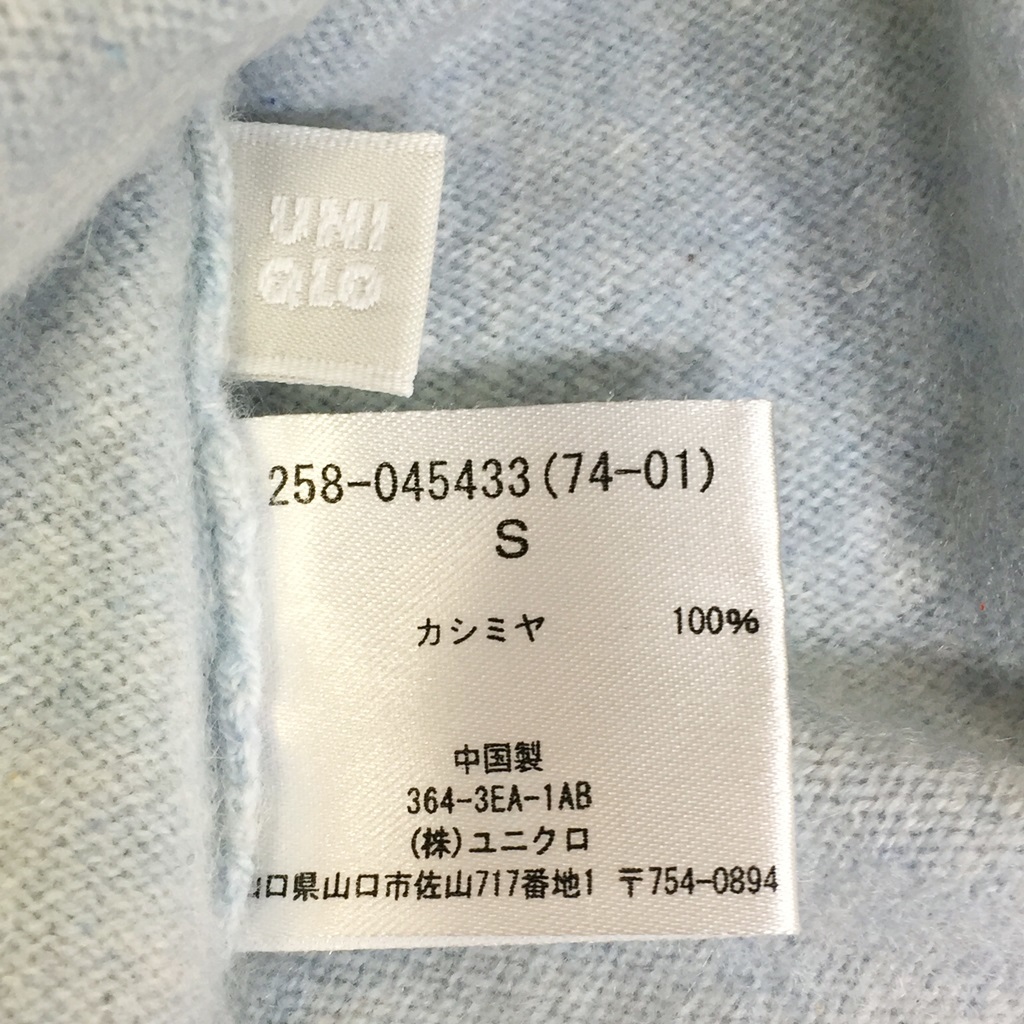 UNI
QLO
258-045433(74-01)
S
カシミヤ 100%
中国製
364-3EA-1AB
(株)ユニクロ
山口県山口市佐山717番地1 〒754-0894